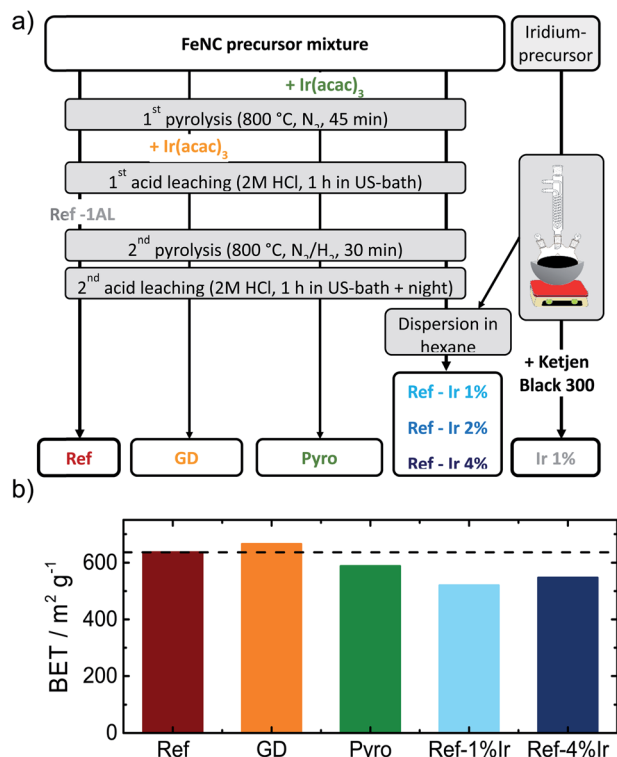 a)
FeNC precursor mixture
Iridium-
precursor
+ Ir(acac)3
1st pyrolysis (800 °C, N2, 45 min)
+ Ir(acac)3
1st acid leaching (2M HCl, 1 h in US-bath)
Ref -1AL
2nd pyrolysis (800 °C, N2/H2, 30 min)
2nd acid leaching (2M HCl, 1 h in US-bath + night)
Dispersion in
hexane
+ Ketjen
Black 300
Ref - Ir 1%
Ref - Ir 2%
Ref - Ir 4%
Ref
GD
Pyro
Ir 1%
b)
BET / m² g⁻¹
600
400
200
0
Ref
GD
Pyro
Ref-1%Ir
Ref-4%Ir